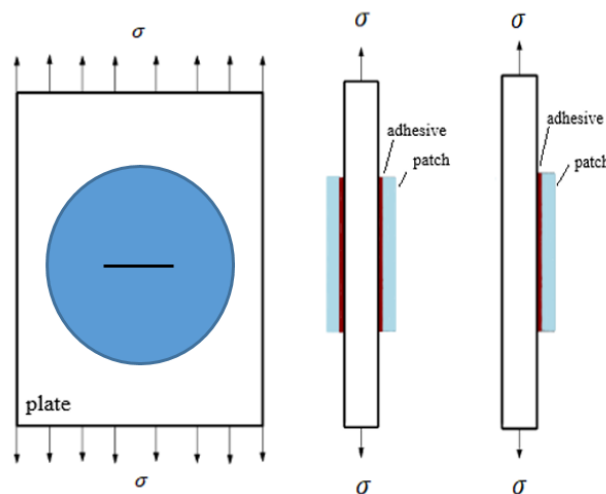 σ
plate
σ
σ
adhesive
patch
σ
σ
adhesive
patch
σ